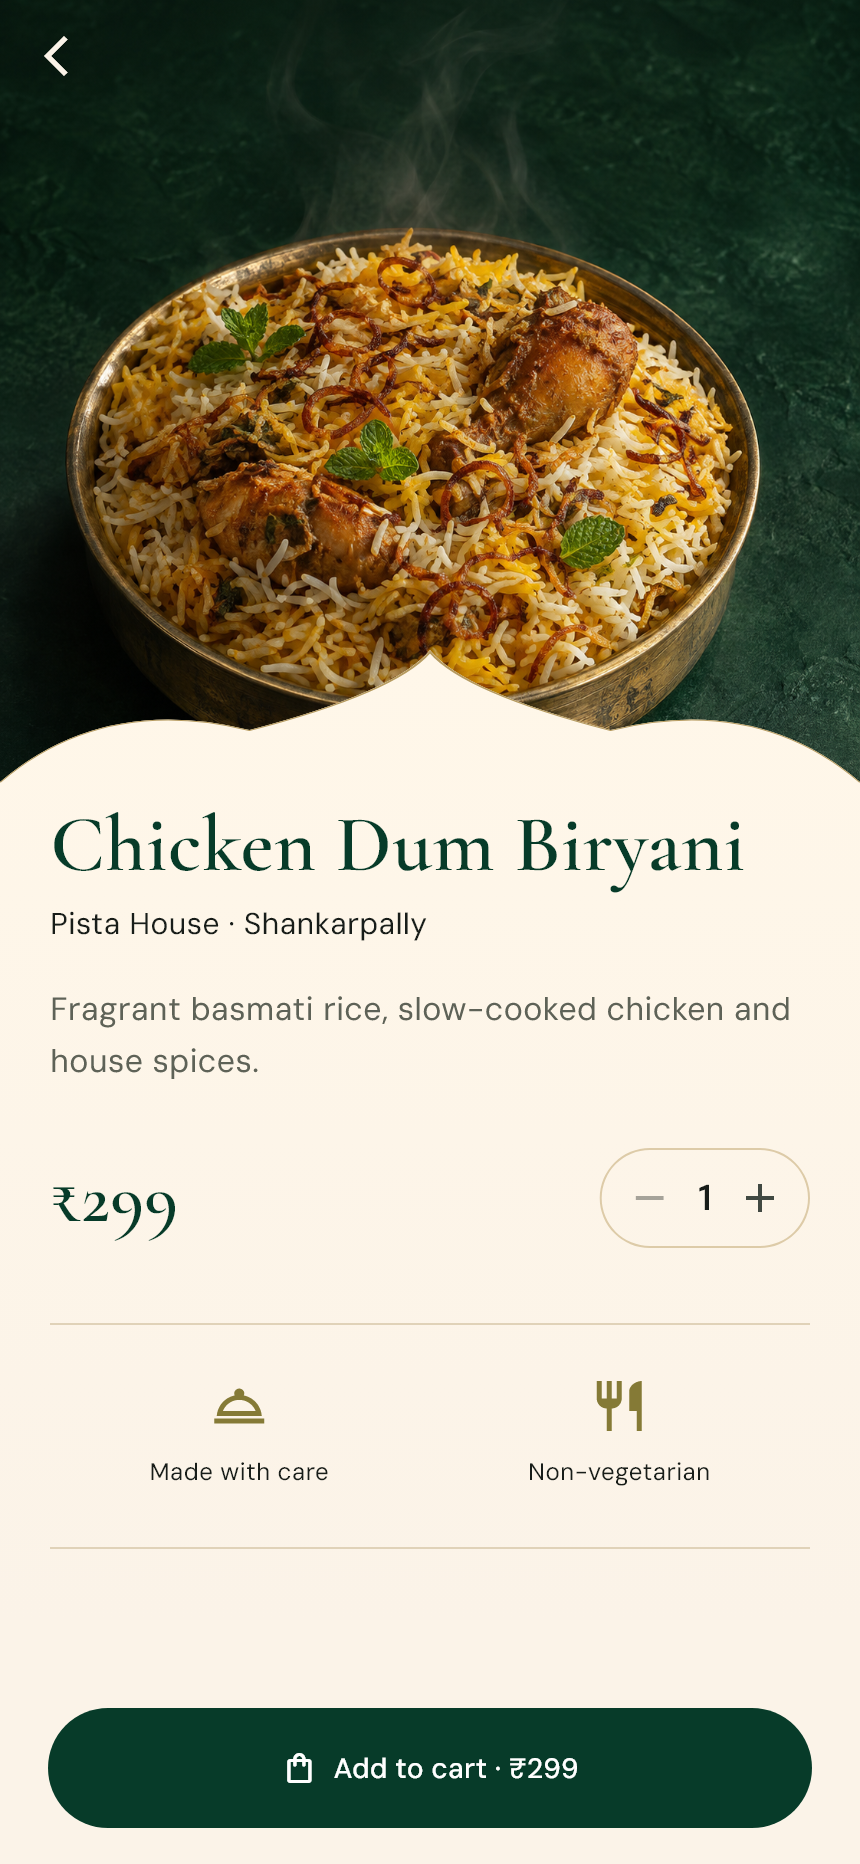 Chicken Dum Biryani
Pista House · Shankarpally
Fragrant basmati rice, slow-cooked chicken and
house spices.
₹299
1
Made with care
Non-vegetarian
Add to cart · ₹299